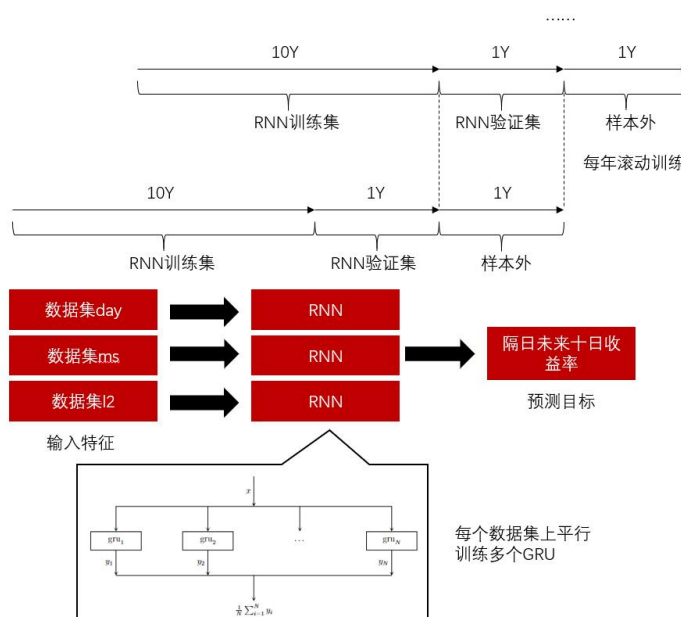 ……
10Y 1Y 1Y
RNN训练集 RNN验证集 样本外
每年滚动训练
10Y 1Y 1Y
RNN训练集 RNN验证集 样本外
数据集day RNN
数据集ms RNN 隔日未来十日收
益率
数据集l2 RNN 预测目标
输入特征
x
gru₁ gru₂ … gru_N
y₁ y₂ y_N
每个数据集上平行
训练多个GRU
1/N ∑ᵢ₌₁ᴺ yᵢ